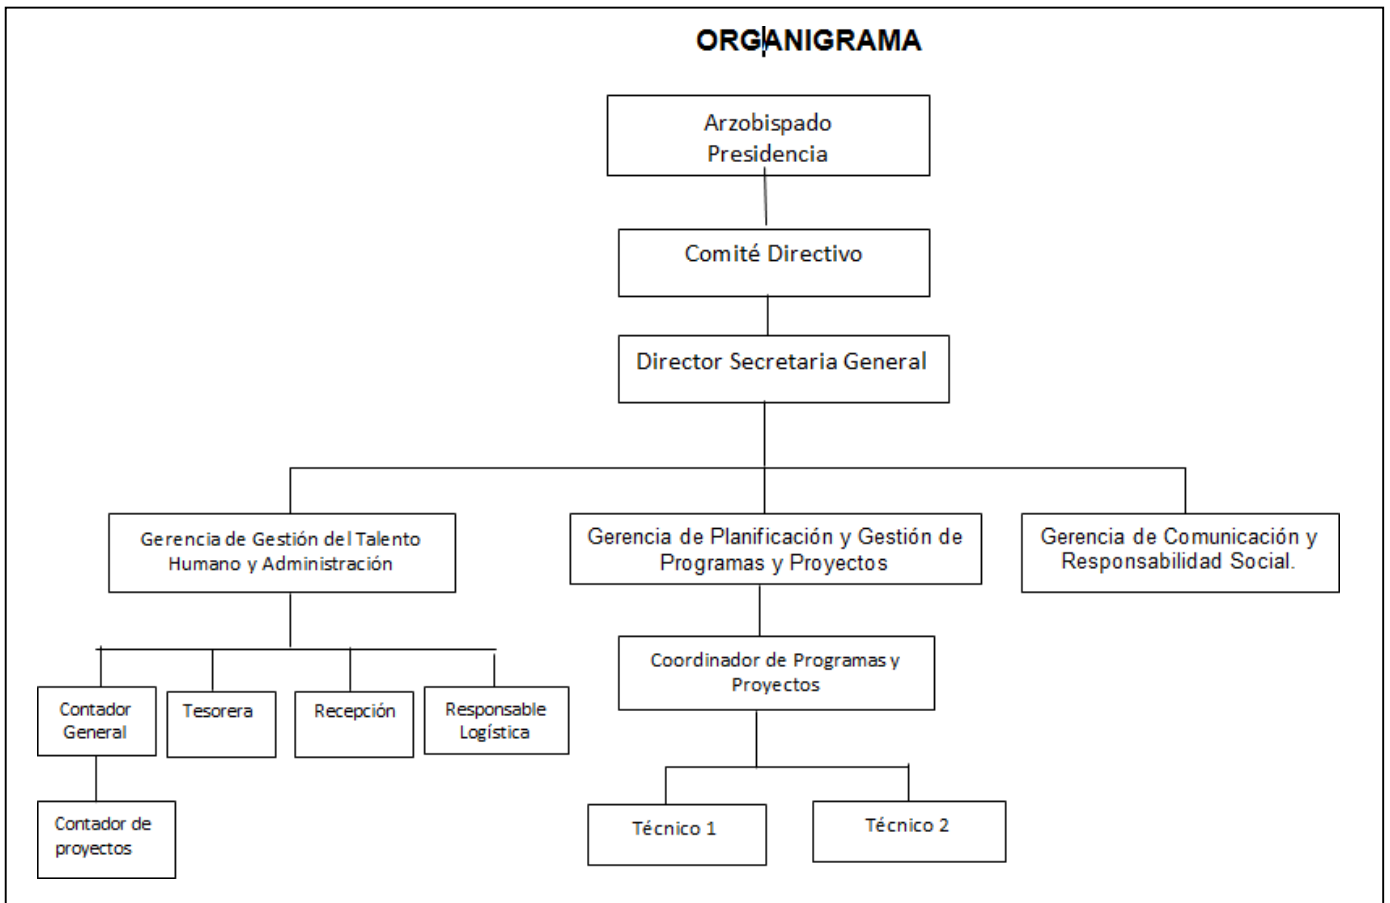 ORGANIGRAMA
Arzobispado
Presidencia
Comité Directivo
Director Secretaria General
Gerencia de Gestión del Talento
Humano y Administración
Gerencia de Planificación y Gestión de
Programas y Proyectos
Gerencia de Comunicación y
Responsabilidad Social.
Coordinador de Programas y
Proyectos
Contador
General
Tesorera
Recepción
Responsable
Logística
Contador de
proyectos
Técnico 1
Técnico 2